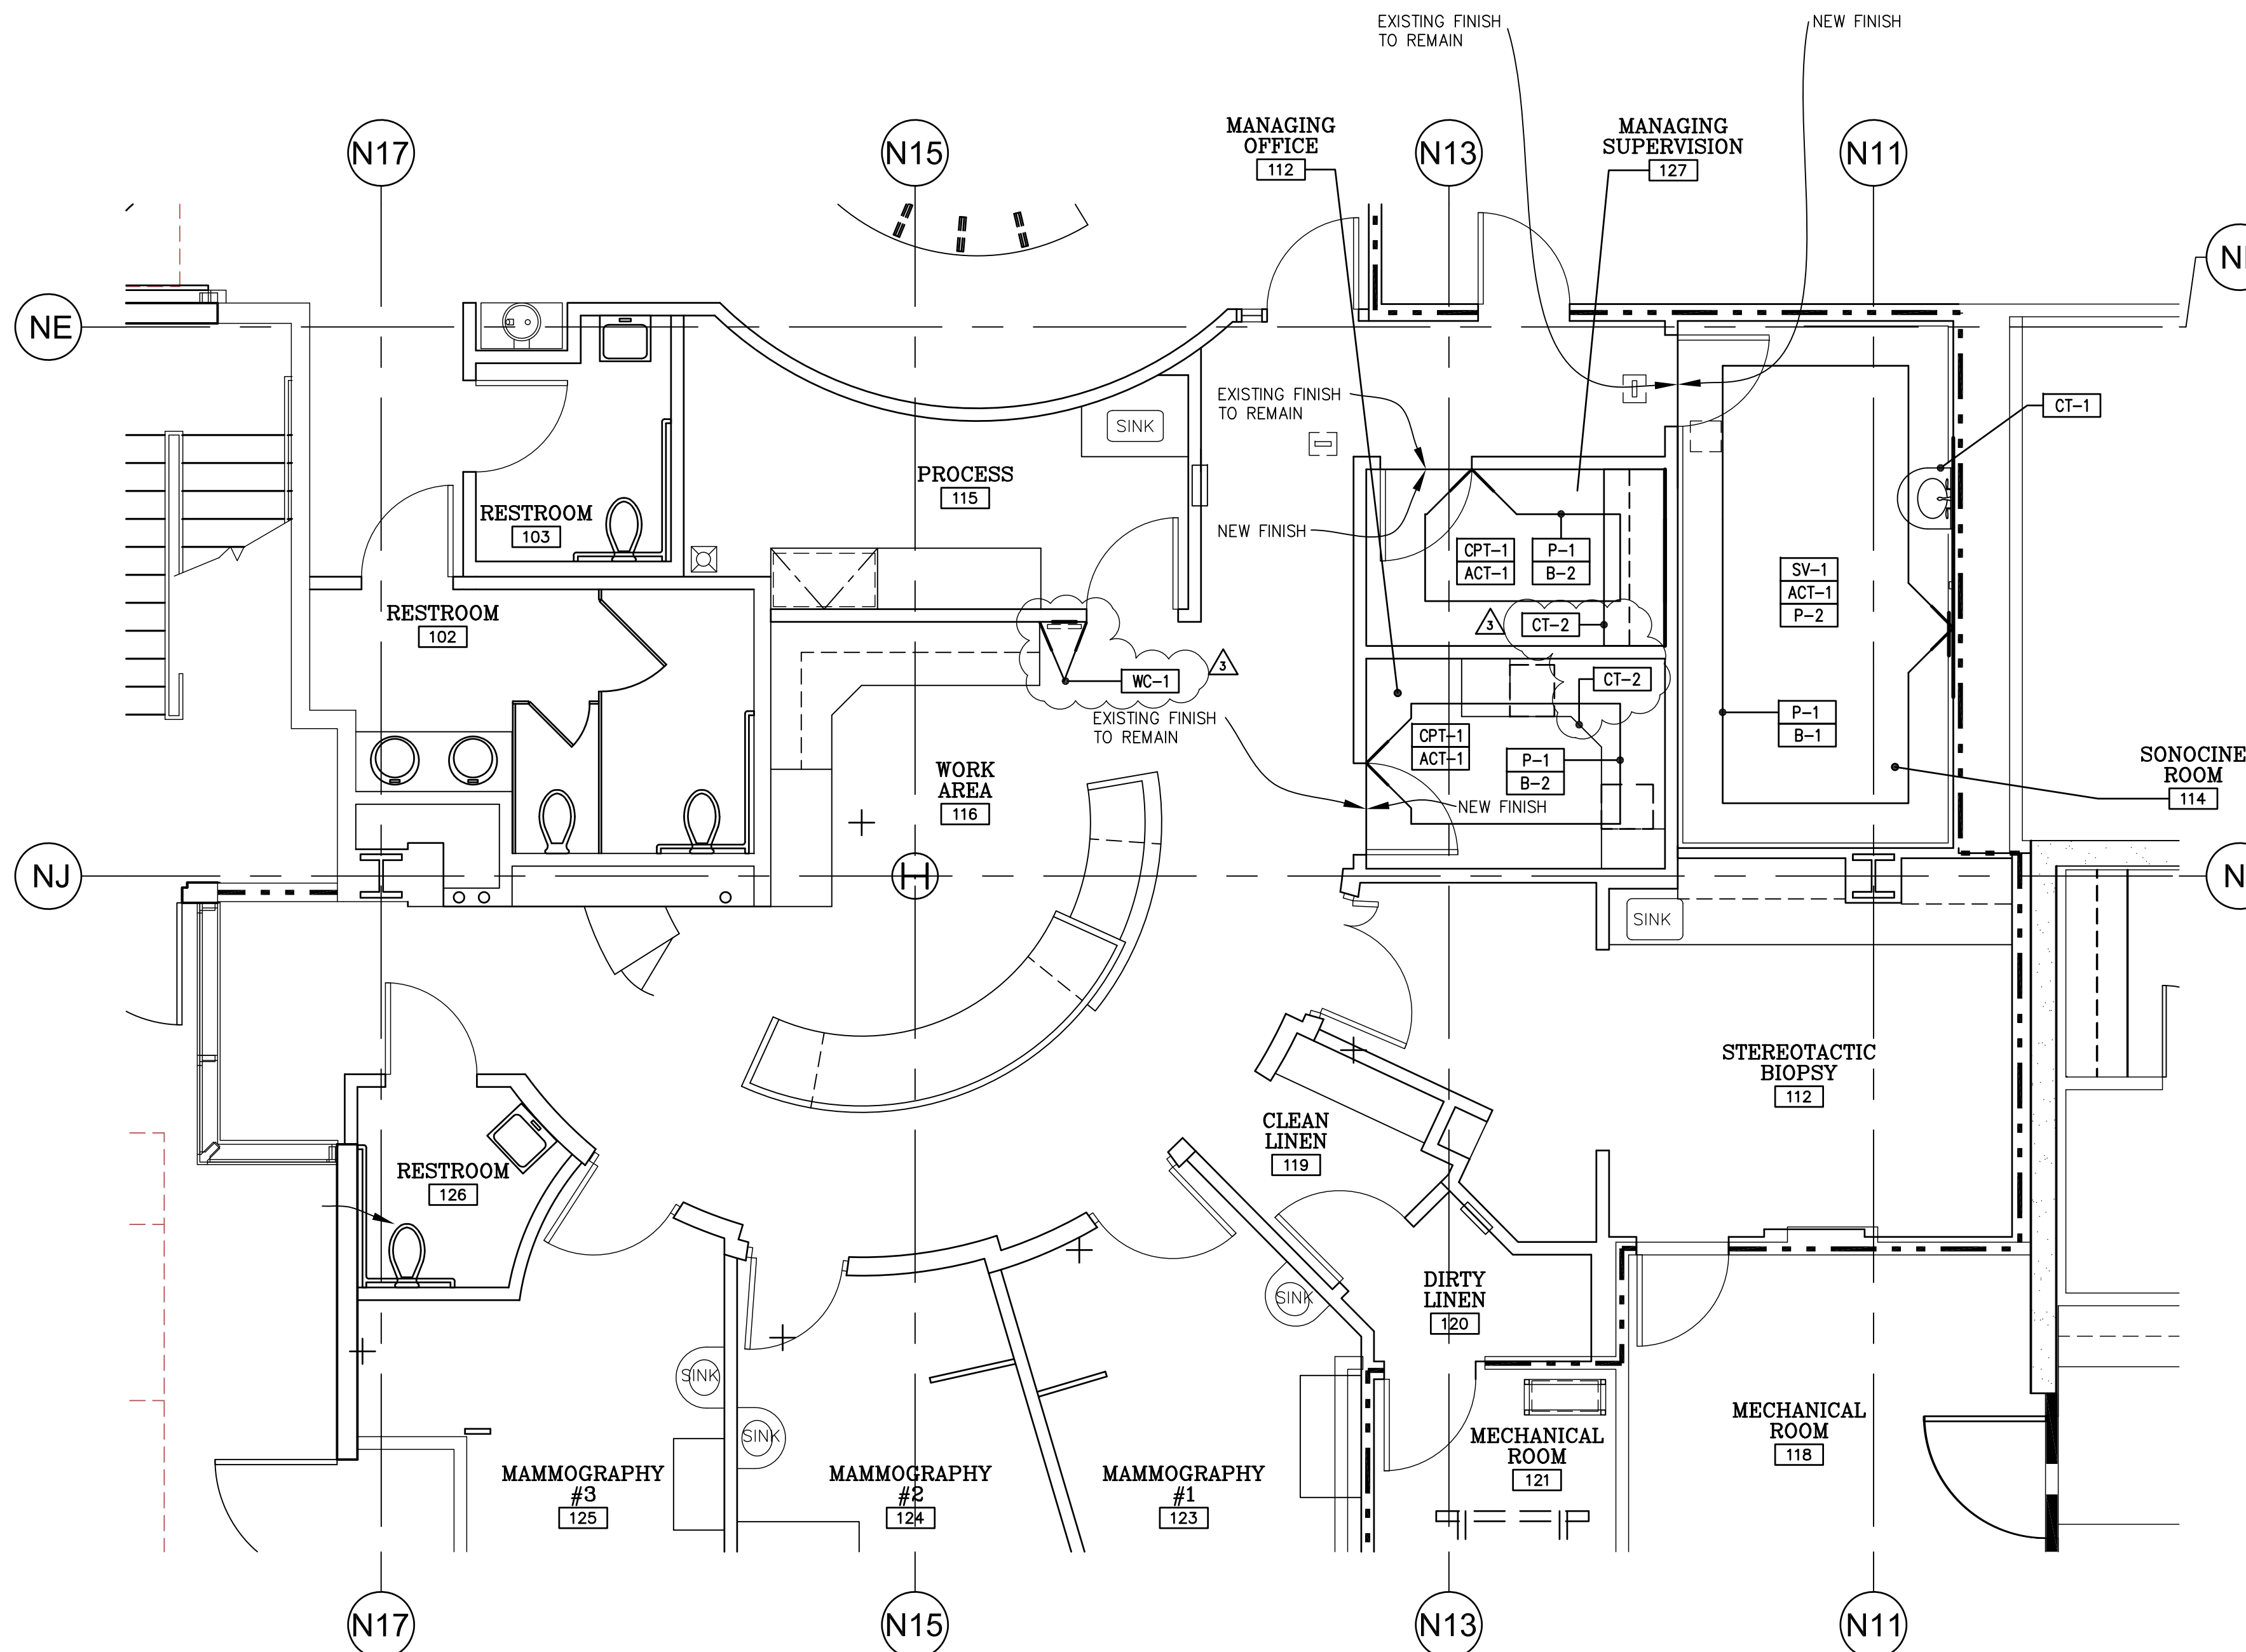 EXISTING FINISH
TO REMAIN
NEW FINISH
MANAGING
OFFICE
112
MANAGING
SUPERVISION
127
N17
N15
N13
N11
NE
EXISTING FINISH
TO REMAIN
NEW FINISH
SINK
CT-1
PROCESS
115
RESTROOM
103
RESTROOM
102
CPT-1
ACT-1
P-1
B-2
3
CT-2
SV-1
ACT-1
P-2
WC-1
3
CT-2
EXISTING FINISH
TO REMAIN
NEW FINISH
CPT-1
ACT-1
P-1
B-2
P-1
B-1
SONOCINE
ROOM
114
WORK
AREA
116
NJ
H
SINK
STEREOTACTIC
BIOPSY
112
CLEAN
LINEN
119
RESTROOM
126
DIRTY
LINEN
120
SINK
SINK
SINK
MECHANICAL
ROOM
118
MECHANICAL
ROOM
121
MAMMOGRAPHY
#3
125
MAMMOGRAPHY
#2
124
MAMMOGRAPHY
#1
123
N17
N15
N13
N11